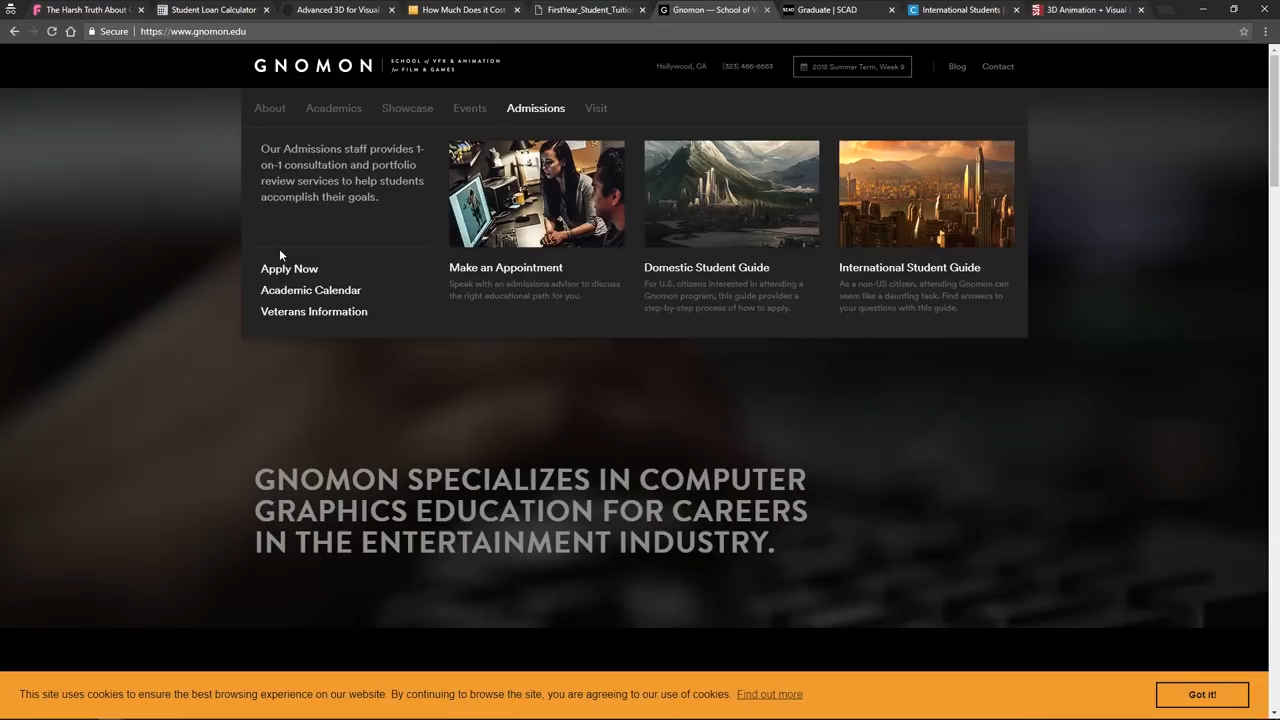 The Harsh Truth About
Student Loan Calculator
Advanced 3D for Visual
How Much Does it Cost
FirstYear_Student_Tuitio
Gnomon — School of V
Graduate | SCAD
International Students |
3D Animation + Visual
Secure
https://www.gnomon.edu
GNOMON
SCHOOL of VFX & ANIMATION
for FILM & GAMES
Hollywood, CA
(323) 466-6663
2018 Summer Term, Week 9
Blog
Contact
About
Academics
Showcase
Events
Admissions
Visit
Our Admissions staff provides 1-
on-1 consultation and portfolio
review services to help students
accomplish their goals.
Apply Now
Academic Calendar
Veterans Information
Make an Appointment
Speak with an admissions advisor to discuss
the right educational path for you.
Domestic Student Guide
For U.S. citizens interested in attending a
Gnomon program, this guide provides a
step-by-step process of how to apply.
International Student Guide
As a non-US citizen, attending Gnomon can
seem like a daunting task. Find answers to
your questions with this guide.
GNOMON SPECIALIZES IN COMPUTER
GRAPHICS EDUCATION FOR CAREERS
IN THE ENTERTAINMENT INDUSTRY.
This site uses cookies to ensure the best browsing experience on our website. By continuing to browse the site, you are agreeing to our use of cookies. Find out more
Got it!